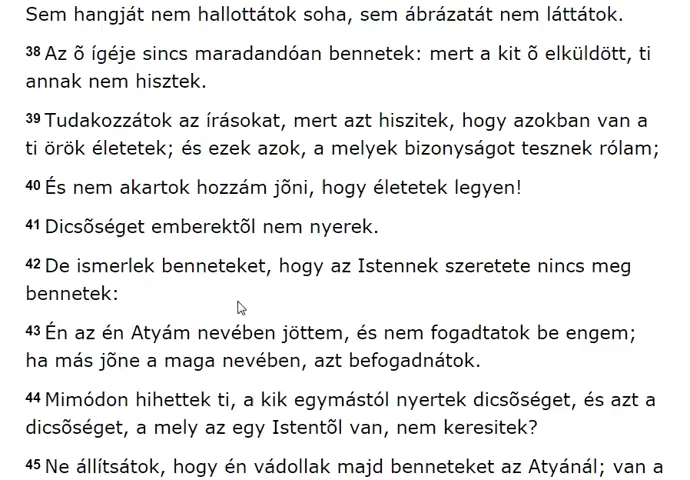 Sem hangját nem hallottátok soha, sem ábrázatát nem láttátok.
38 Az õ ígéje sincs maradandóan bennetek: mert a kit õ elküldött, ti
annak nem hisztek.
39 Tudakozzátok az írásokat, mert azt hiszitek, hogy azokban van a
ti örök életetek; és ezek azok, a melyek bizonyságot tesznek rólam;
40 És nem akartok hozzám jõni, hogy életetek legyen!
41 Dicsõséget emberektõl nem nyerek.
42 De ismerlek benneteket, hogy az Istennek szeretete nincs meg
bennetek:
43 Én az én Atyám nevében jöttem, és nem fogadtatok be engem;
ha más jõne a maga nevében, azt befogadnátok.
44 Mimódon hihettek ti, a kik egymástól nyertek dicsõséget, és azt a
dicsõséget, a mely az egy Istentõl van, nem keresitek?
45 Ne állítsátok, hogy én vádollak majd benneteket az Atyánál; van a